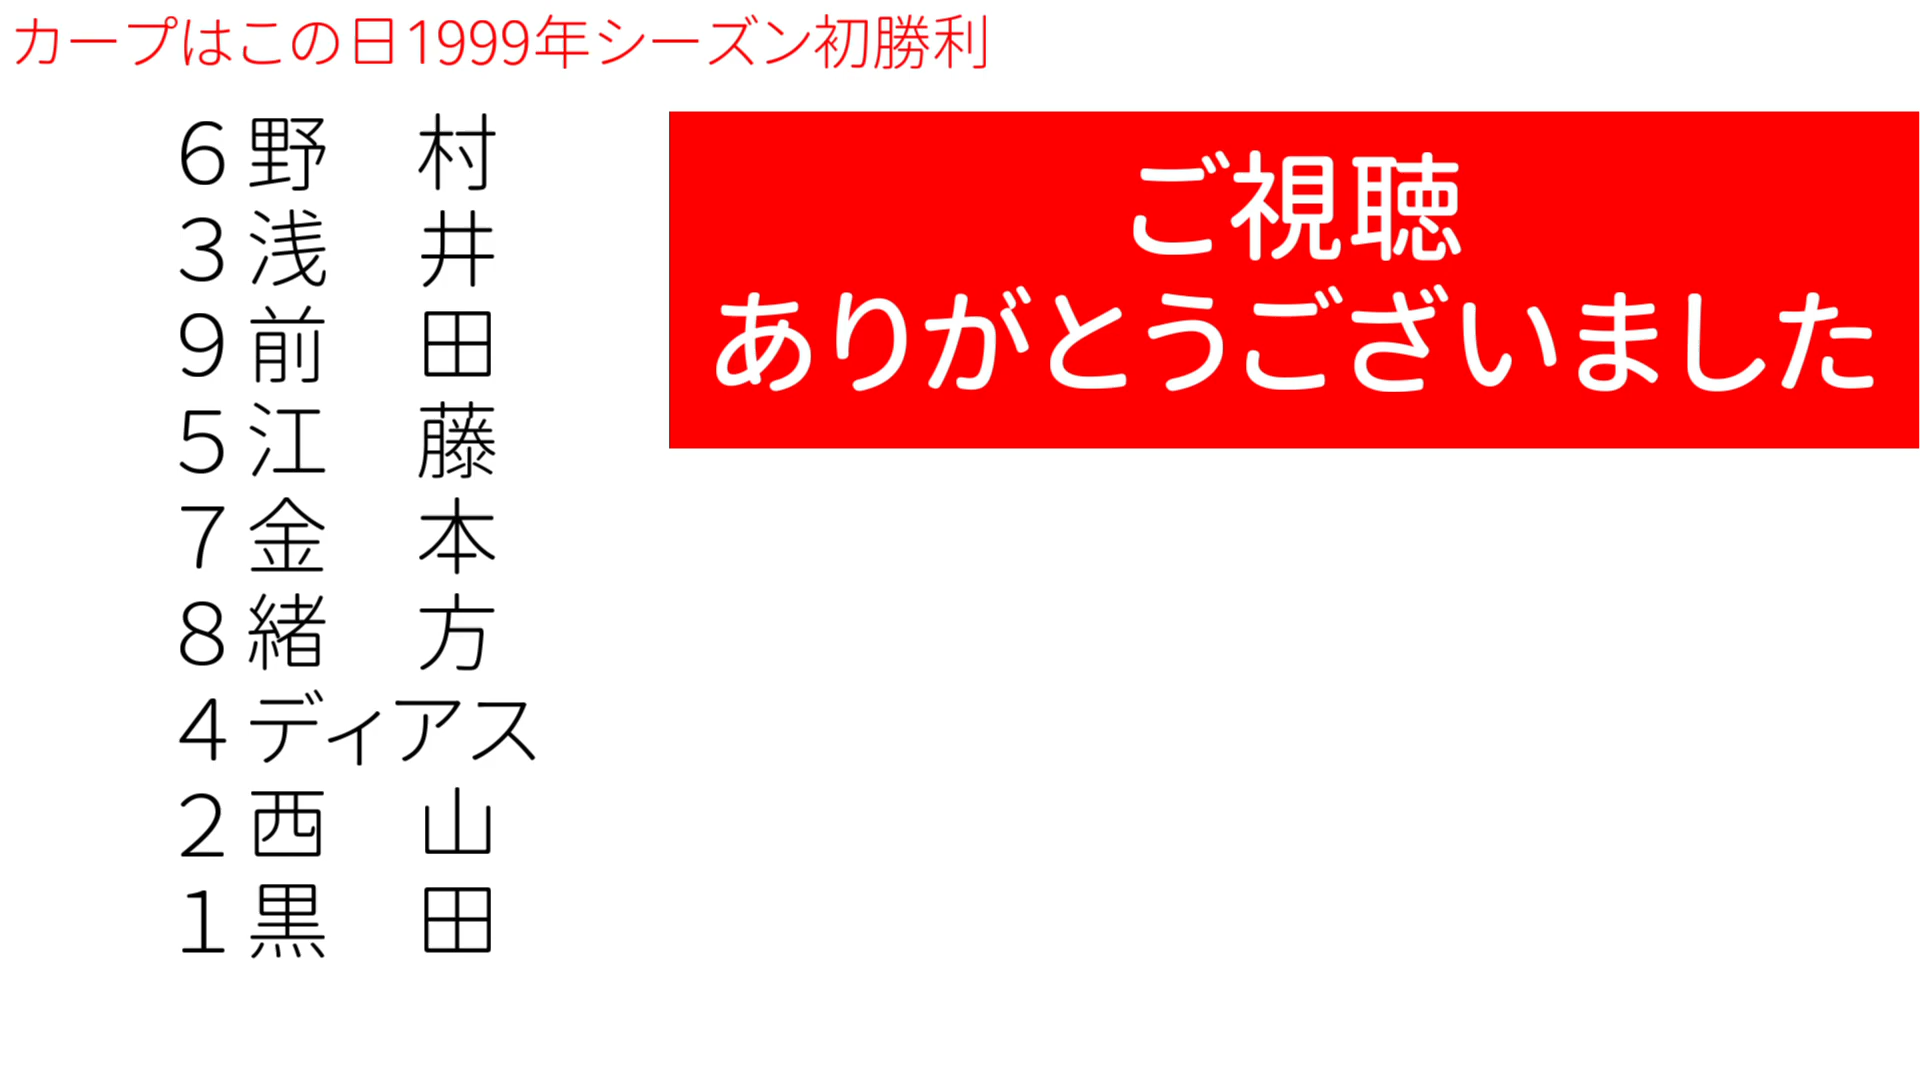 カープはこの日1999年シーズン初勝利
6 野 村
3 浅 井
9 前 田
5 江 藤
7 金 本
8 緒 方
4 ディアス
2 西 山
1 黒 田
ご視聴
ありがとうございました